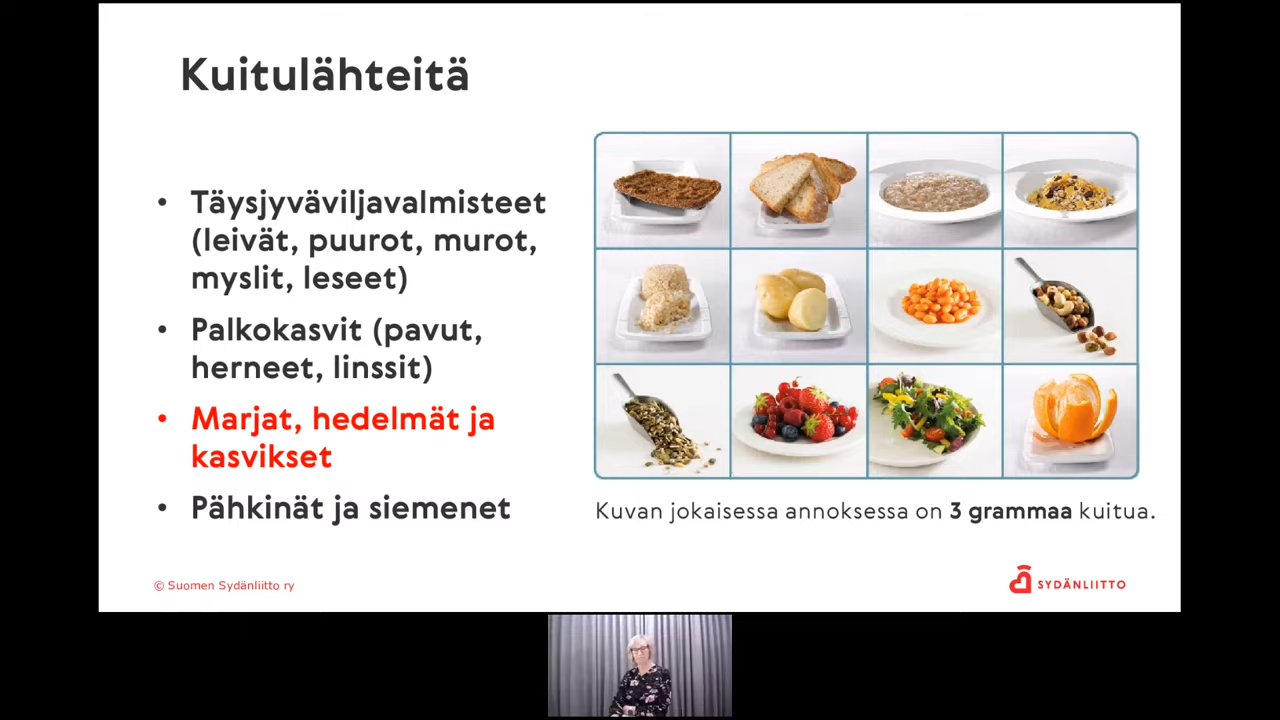 Kuitulähteitä
• Täysjyväviljavalmisteet
(leivät, puurot, murot,
myslit, leseet)
• Palkokasvit (pavut,
herneet, linssit)
• Marjat, hedelmät ja
kasvikset
• Pähkinät ja siemenet
Kuvan jokaisessa annoksessa on 3 grammaa kuitua.
© Suomen Sydänliitto ry
SYDÄNLIITTO